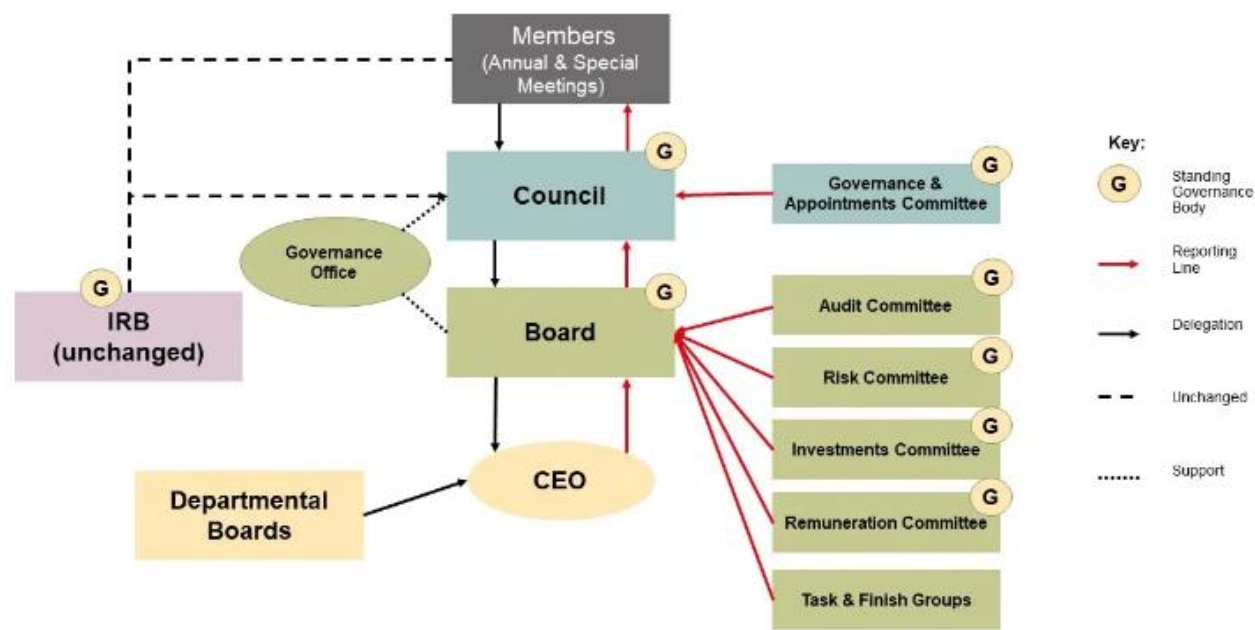 Members
(Annual & Special
Meetings)
G
Council
G
Governance &
Appointments Committee
Governance
Office
G
IRB
(unchanged)
G
Board
G
Audit Committee
G
Risk Committee
G
Investments Committee
G
Remuneration Committee
Task & Finish Groups
CEO
Departmental
Boards
Key:
G
Standing
Governance
Body
Reporting
Line
Delegation
Unchanged
Support